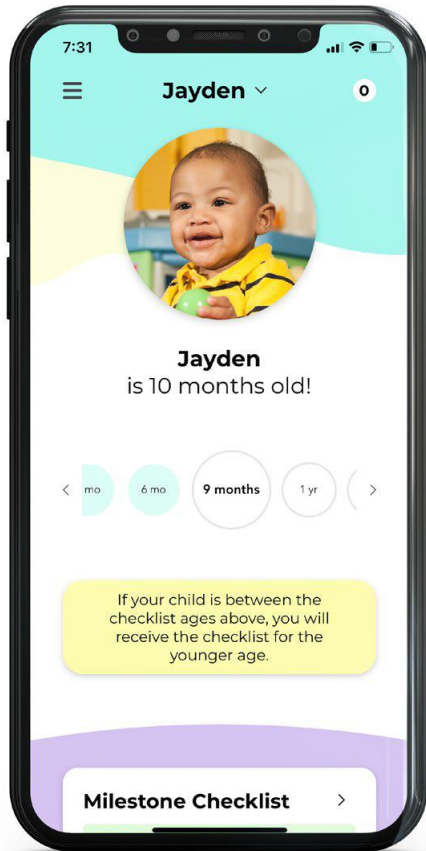 7:31
Jayden
0
Jayden
is 10 months old!
mo
6 mo
9 months
1 yr
If your child is between the
checklist ages above, you will
receive the checklist for the
younger age.
Milestone Checklist